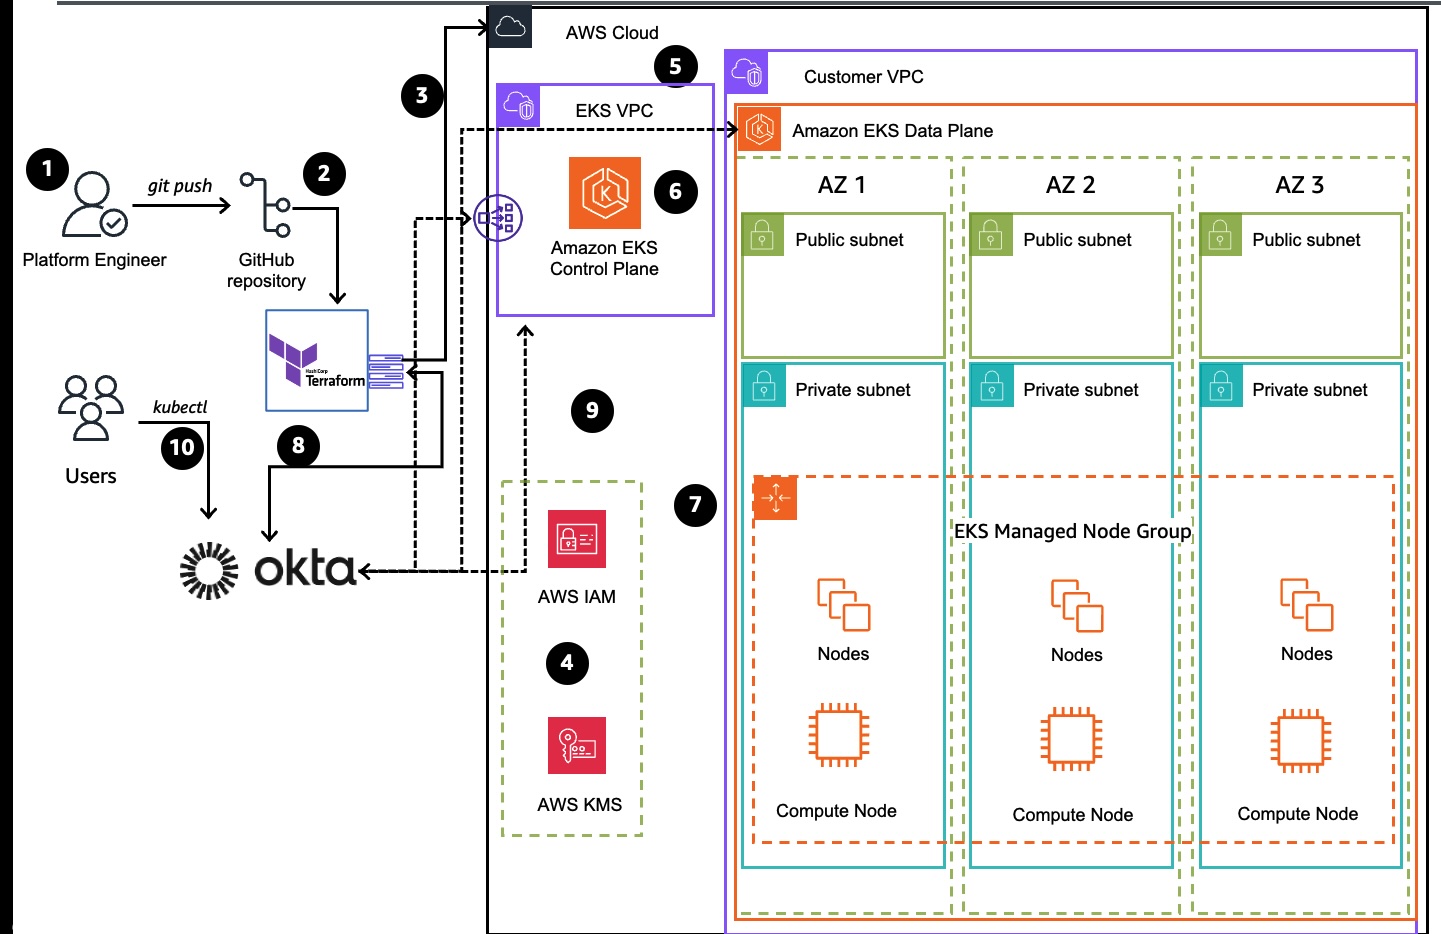 AWS Cloud
5
Customer VPC
3
EKS VPC
Amazon EKS Data Plane
1
git push
2
6
AZ 1
AZ 2
AZ 3
Platform Engineer
GitHub
repository
Amazon EKS
Control Plane
Public subnet
Public subnet
Public subnet
HashiCorp
Terraform
Private subnet
Private subnet
Private subnet
kubectl
10
8
9
Users
7
EKS Managed Node Group
okta
AWS IAM
4
Nodes
Nodes
Nodes
AWS KMS
Compute Node
Compute Node
Compute Node